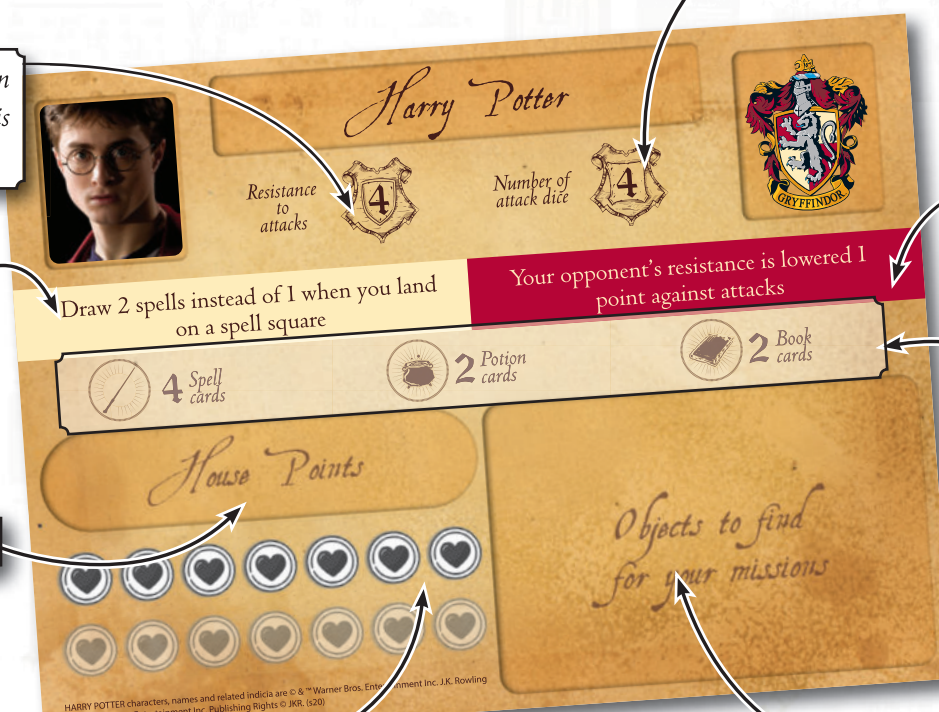 n
is
Harry Potter
Resistance
to
attacks
4
Number of
attack dice
4
GRYFFINDOR
Draw 2 spells instead of 1 when you land
on a spell square
Your opponent's resistance is lowered 1
point against attacks
4 Spell
cards
2 Potion
cards
2 Book
cards
House Points
Objects to find
for your missions
HARRY POTTER characters, names and related indicia are © & ™ Warner Bros. Entertainment Inc. J.K. Rowling
Entertainment Inc. Publishing Rights © JKR. (s20)